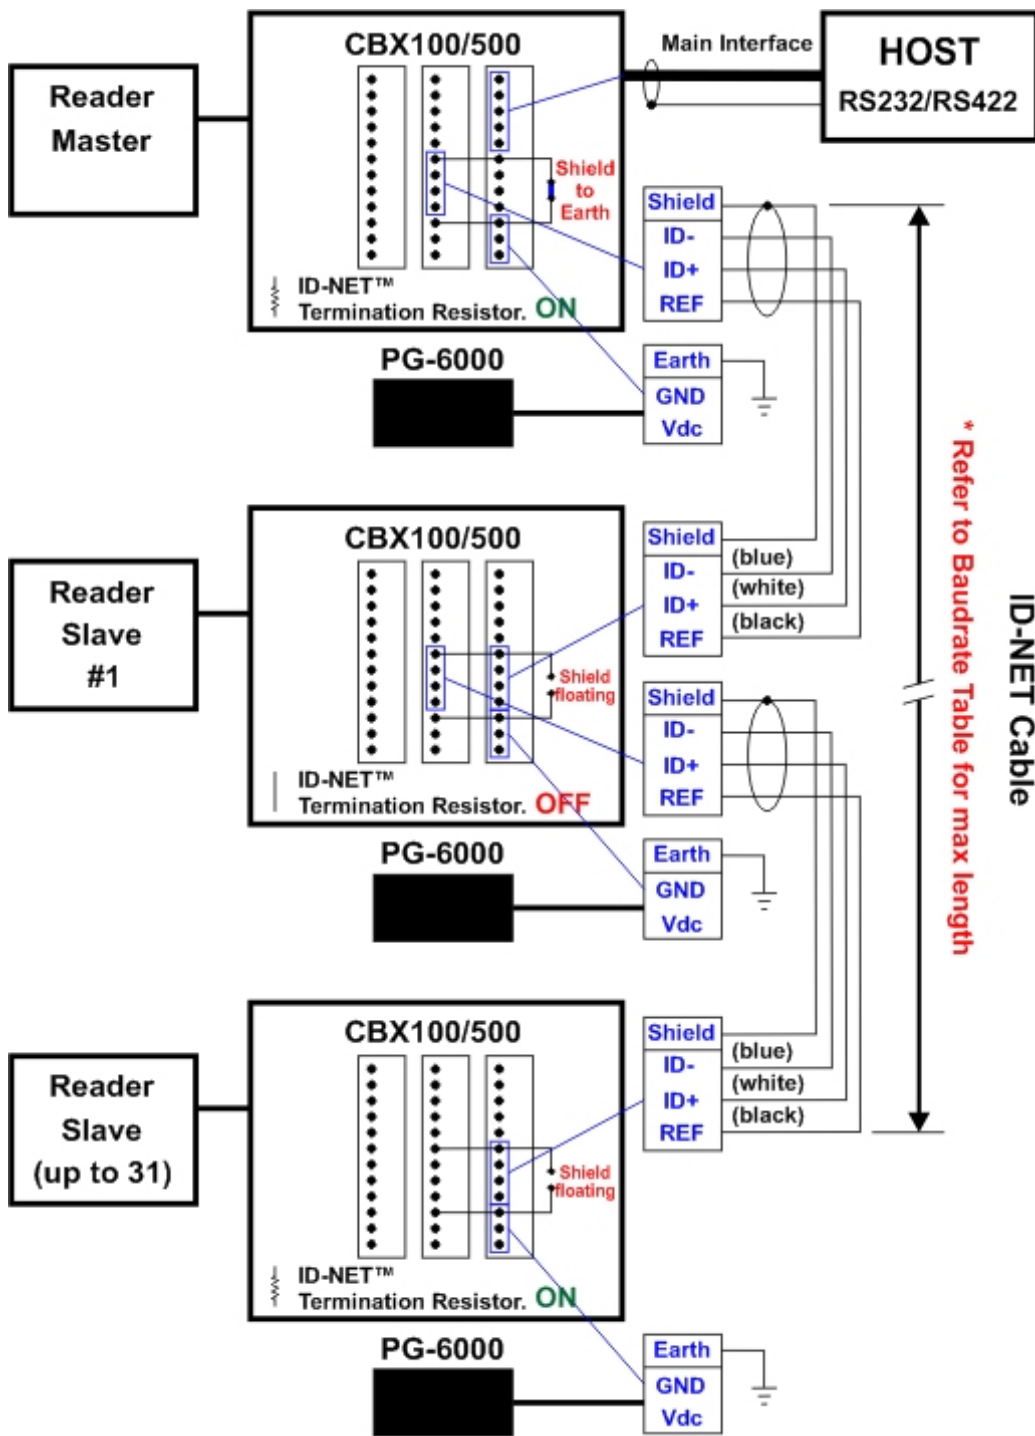 CBX100/500
Main Interface
HOST
RS232/RS422
Reader
Master
Shield
to
Earth
ID-NET™
Termination Resistor. ON
Shield
ID-
ID+
REF
PG-6000
Earth
GND
Vdc
CBX100/500
Reader
Slave
#1
Shield
floating
ID-NET™
Termination Resistor. OFF
Shield
ID-
ID+
REF
(blue)
(white)
(black)
Shield
ID-
ID+
REF
PG-6000
Earth
GND
Vdc
CBX100/500
Reader
Slave
(up to 31)
Shield
floating
ID-NET™
Termination Resistor. ON
Shield
ID-
ID+
REF
(blue)
(white)
(black)
PG-6000
Earth
GND
Vdc
* Refer to Baudrate Table for max length
ID-NET Cable